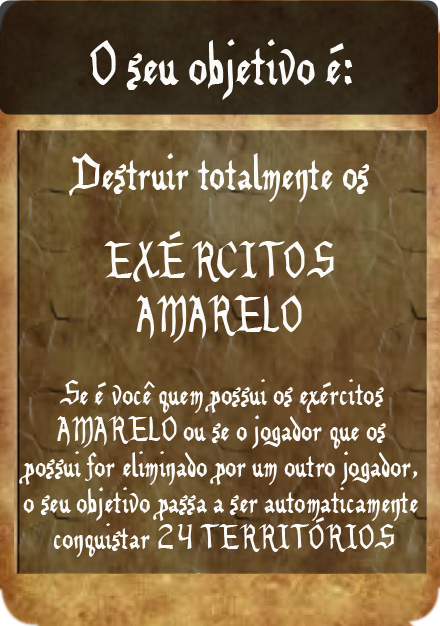 O seu objetivo é:
Destruir totalmente os
EXÉRCITOS
AMARELO
Se é você quem possui os exércitos
AMARELO ou se o jogador que os
possui for eliminado por um outro jogador,
o seu objetivo passa a ser automaticamente
conquistar 24 TERRITÓRIOS